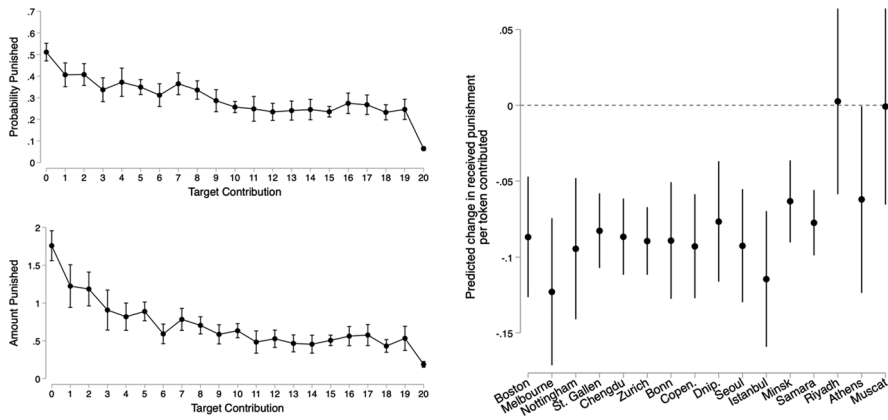 Probability Punished
.7
.6
.5
.4
.3
.2
.1
0
0 1 2 3 4 5 6 7 8 9 10 11 12 13 14 15 16 17 18 19 20
Target Contribution
Amount Punished
2
1.5
1
.5
0
0 1 2 3 4 5 6 7 8 9 10 11 12 13 14 15 16 17 18 19 20
Target Contribution
Predicted change in received punishment
per token contributed
.05
0
-.05
-.1
-.15
Boston
Melbourne
Nottingham
St. Gallen
Chengdu
Zurich
Bonn
Copen.
Dnip.
Seoul
Istanbul
Minsk
Samara
Riyadh
Athens
Muscat